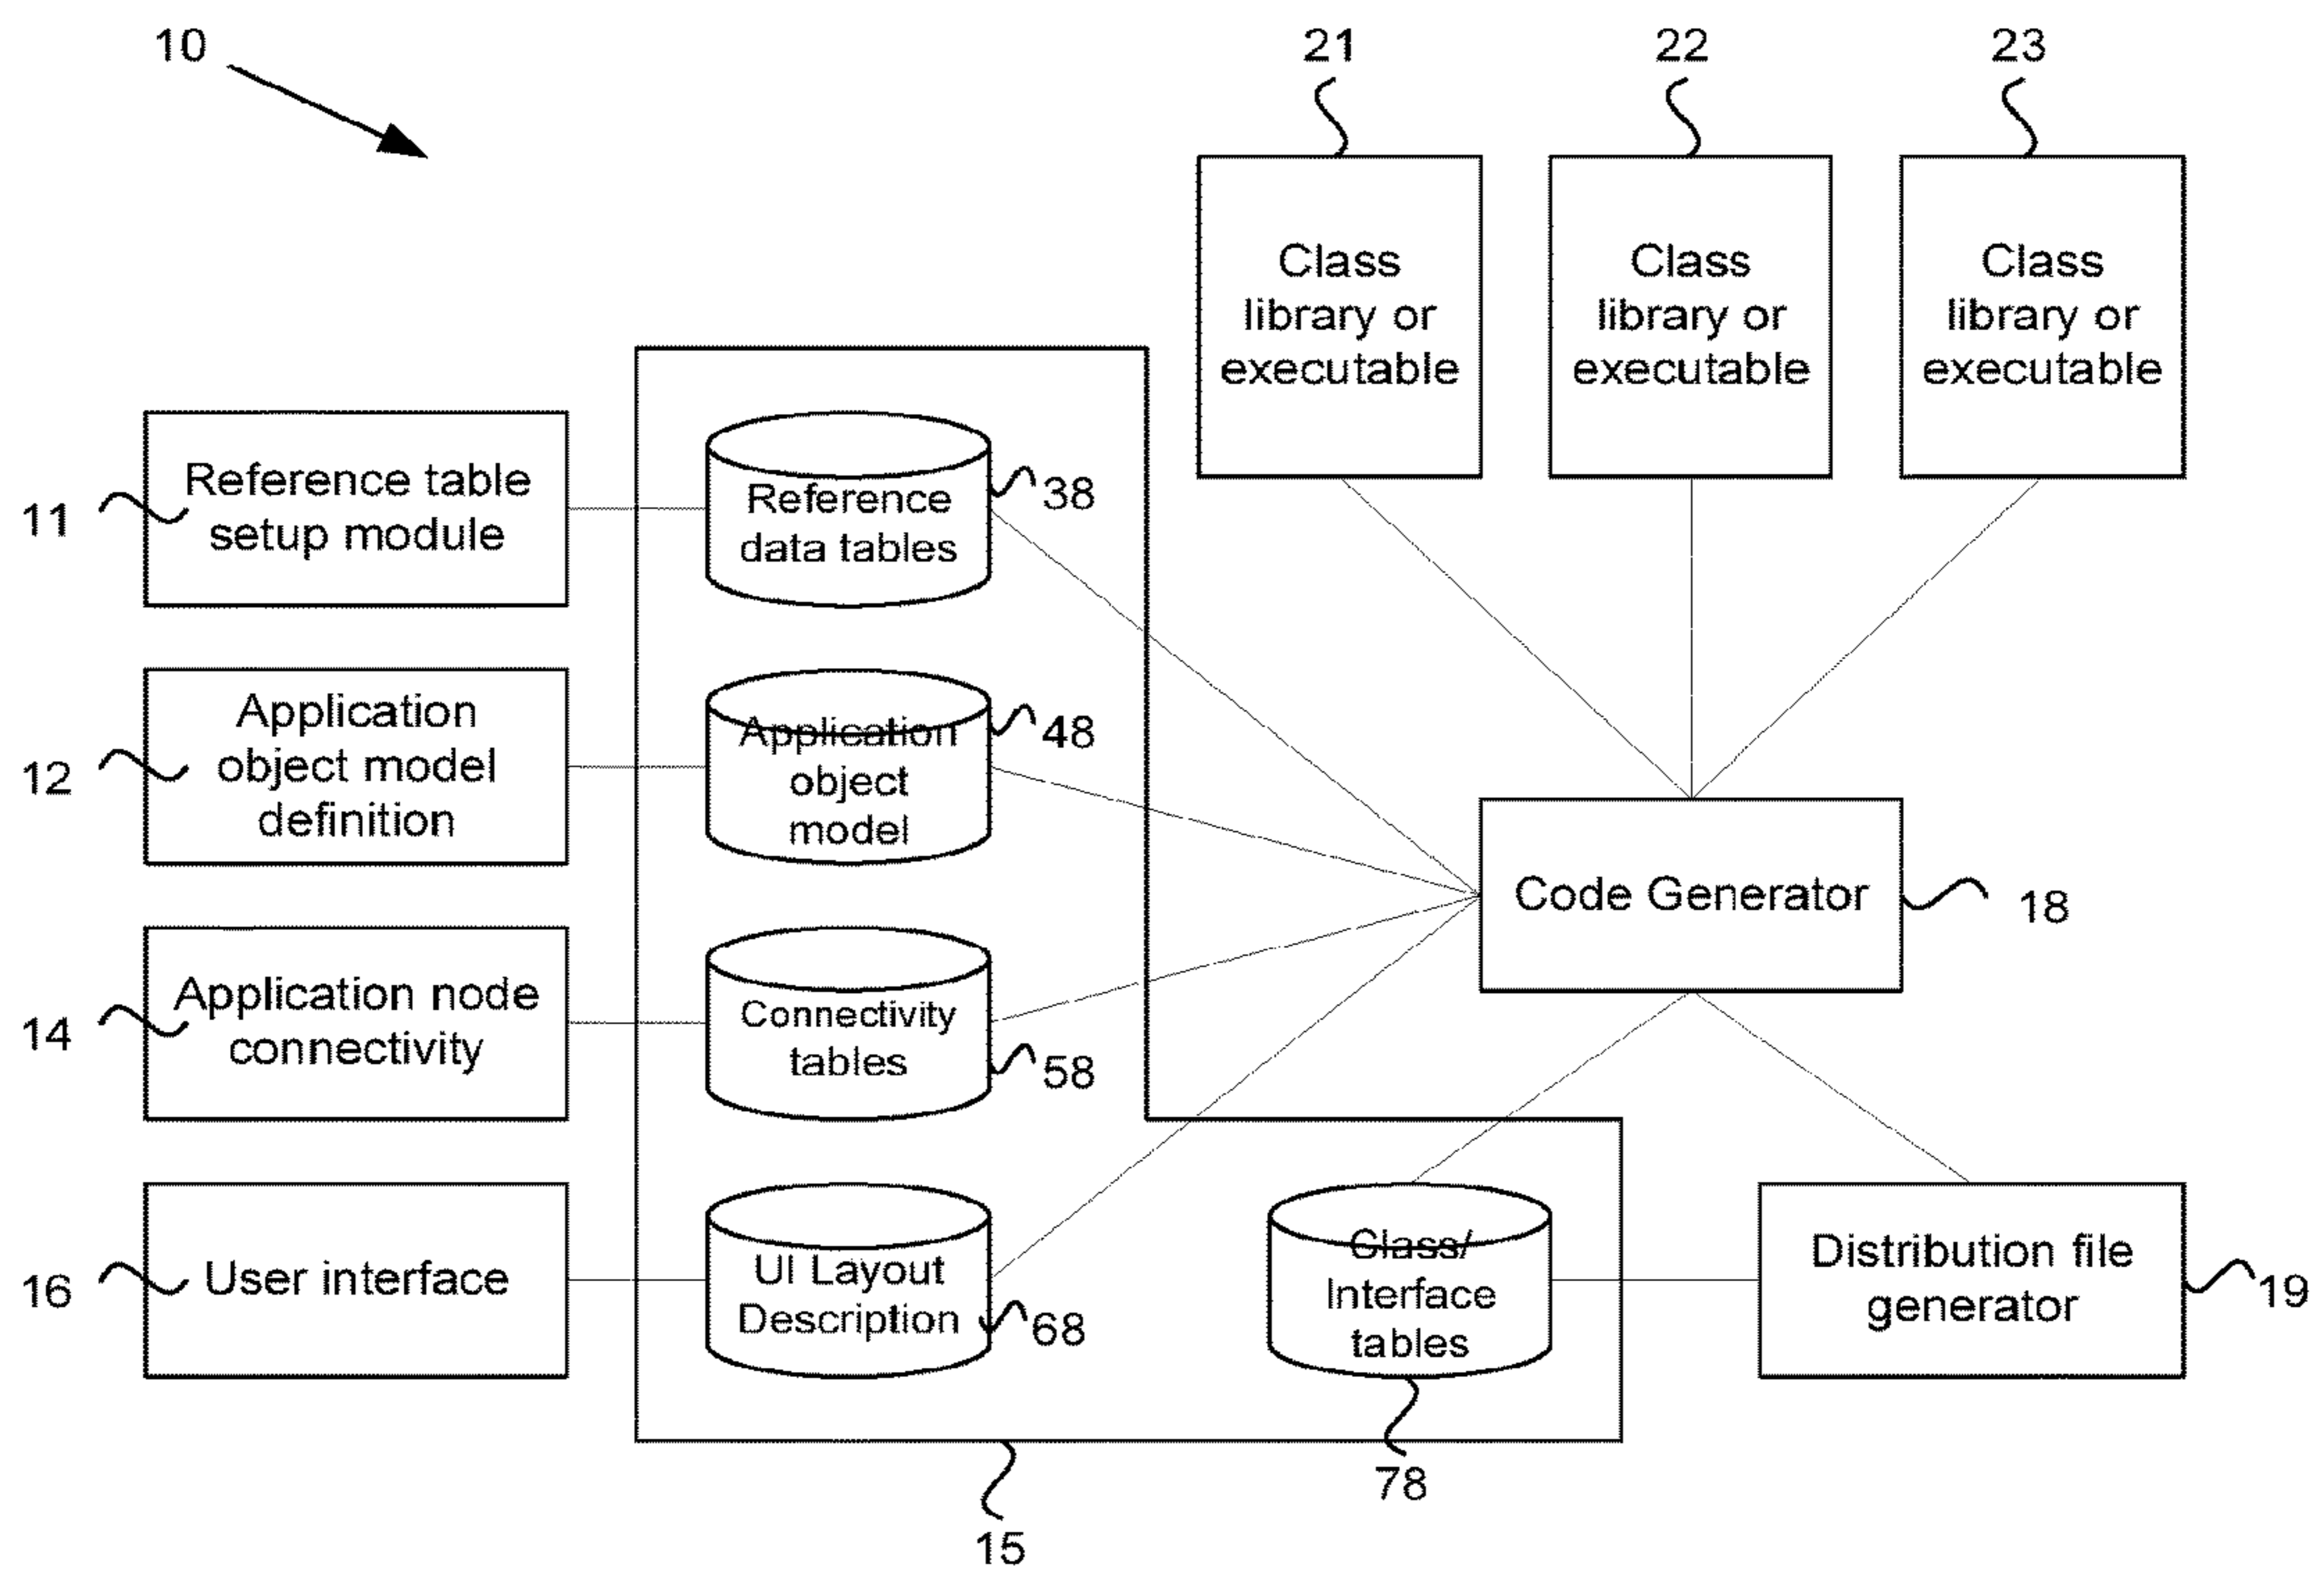 10
21
22
23
Class
library or
executable
Class
library or
executable
Class
library or
executable
11
Reference table
setup module
Reference
data tables
38
12
Application
object model
definition
Application
object
model
48
Code Generator
18
14
Application node
connectivity
Connectivity
tables
58
16
User interface
UI Layout
Description
68
Class/
Interface
tables
78
Distribution file
generator
19
15